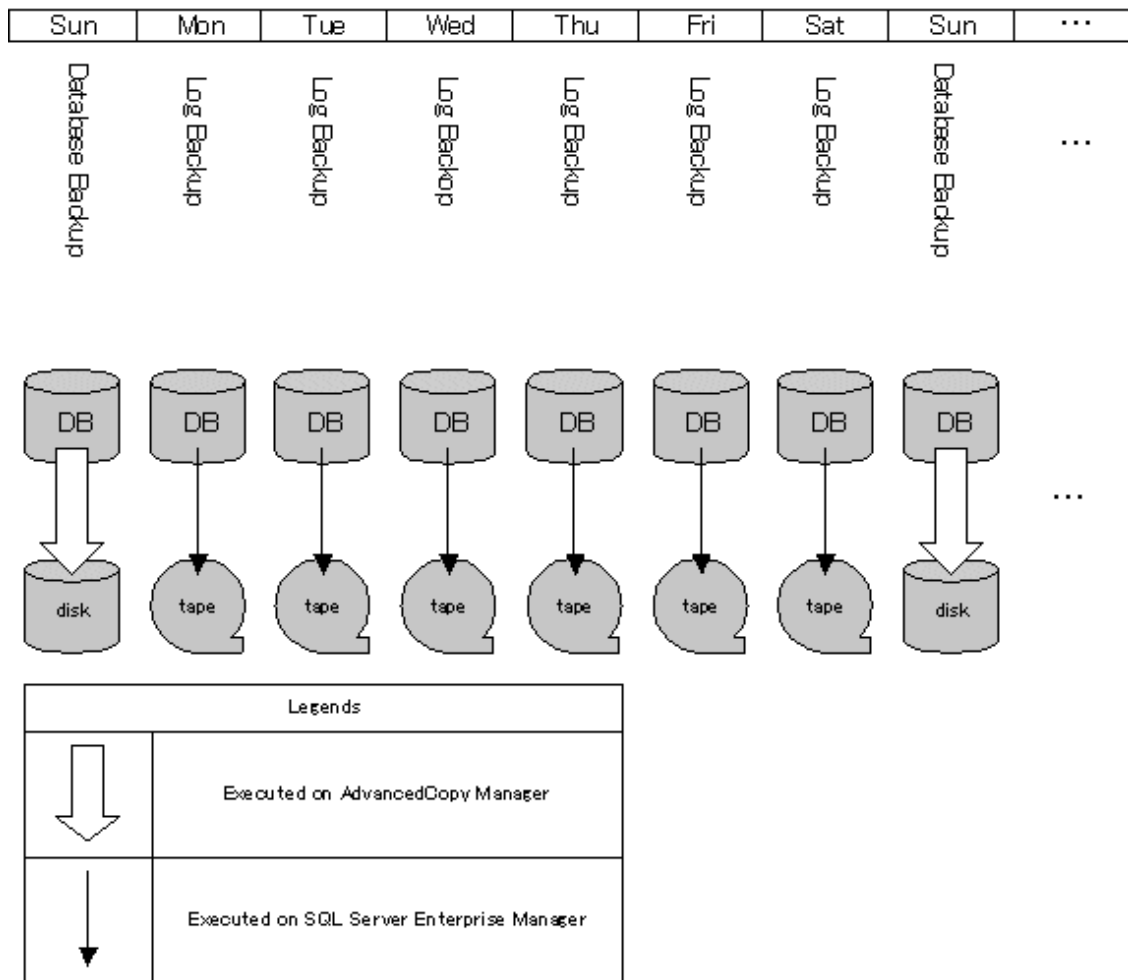 Sun Mon Tue Wed Thu Fri Sat Sun ...
Database Backup
Log Backup
Log Backup
Log Backop
Log Backup
Log Backup
Log Backup
Database Backup
...
DB DB DB DB DB DB DB DB
...
disk tape tape tape tape tape tape disk
Legends
Executed on AdvancedCopy Manager
Executed on SQL Server Enterprise Manager